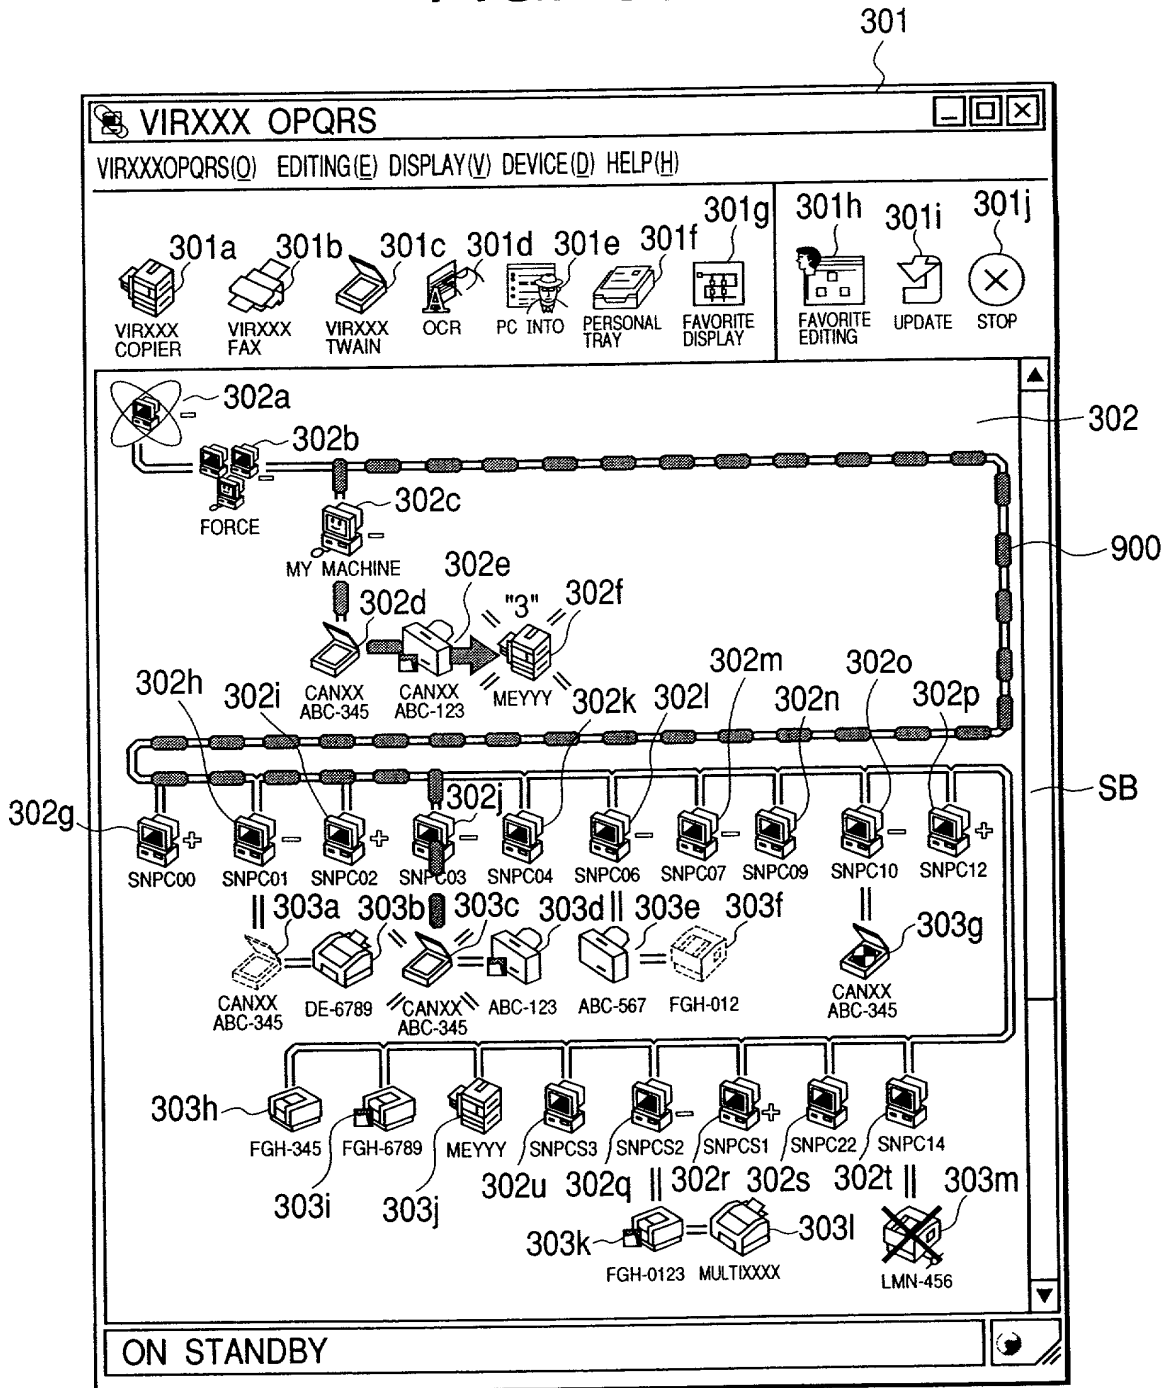 301
VIRXXX OPQRS
VIRXXXOPQRS(O) EDITING(E) DISPLAY(V) DEVICE(D) HELP(H)
301a 301b 301c 301d 301e 301f 301g 301h 301i 301j
VIRXXX COPIER
VIRXXX FAX
VIRXXX TWAIN
OCR
PC INTO
PERSONAL TRAY
FAVORITE DISPLAY
FAVORITE EDITING
UPDATE
STOP
302a
302
302b
302c
FORCE
900
MY MACHINE
302e
"3"
302f
302d
CANXX ABC-345
CANXX ABC-123
MEYYY
302h 302i 302k 302l 302m 302n 302o 302p
302g
302j
SB
SNPC00 SNPC01 SNPC02 SNPC03 SNPC04 SNPC06 SNPC07 SNPC09 SNPC10 SNPC12
303a 303b 303c 303d 303e 303f
303g
CANXX ABC-345
DE-6789
"CANXX ABC-345
ABC-123
ABC-567
FGH-012
CANXX ABC-345
303h
FGH-345 FGH-6789 MEYYY SNPCS3 SNPCS2 SNPCS1 SNPC22 SNPC14
303i 303j 302u 302q 302r 302s 302t 303m
303k
303l
FGH-0123 MULTIXXXX LMN-456
ON STANDBY